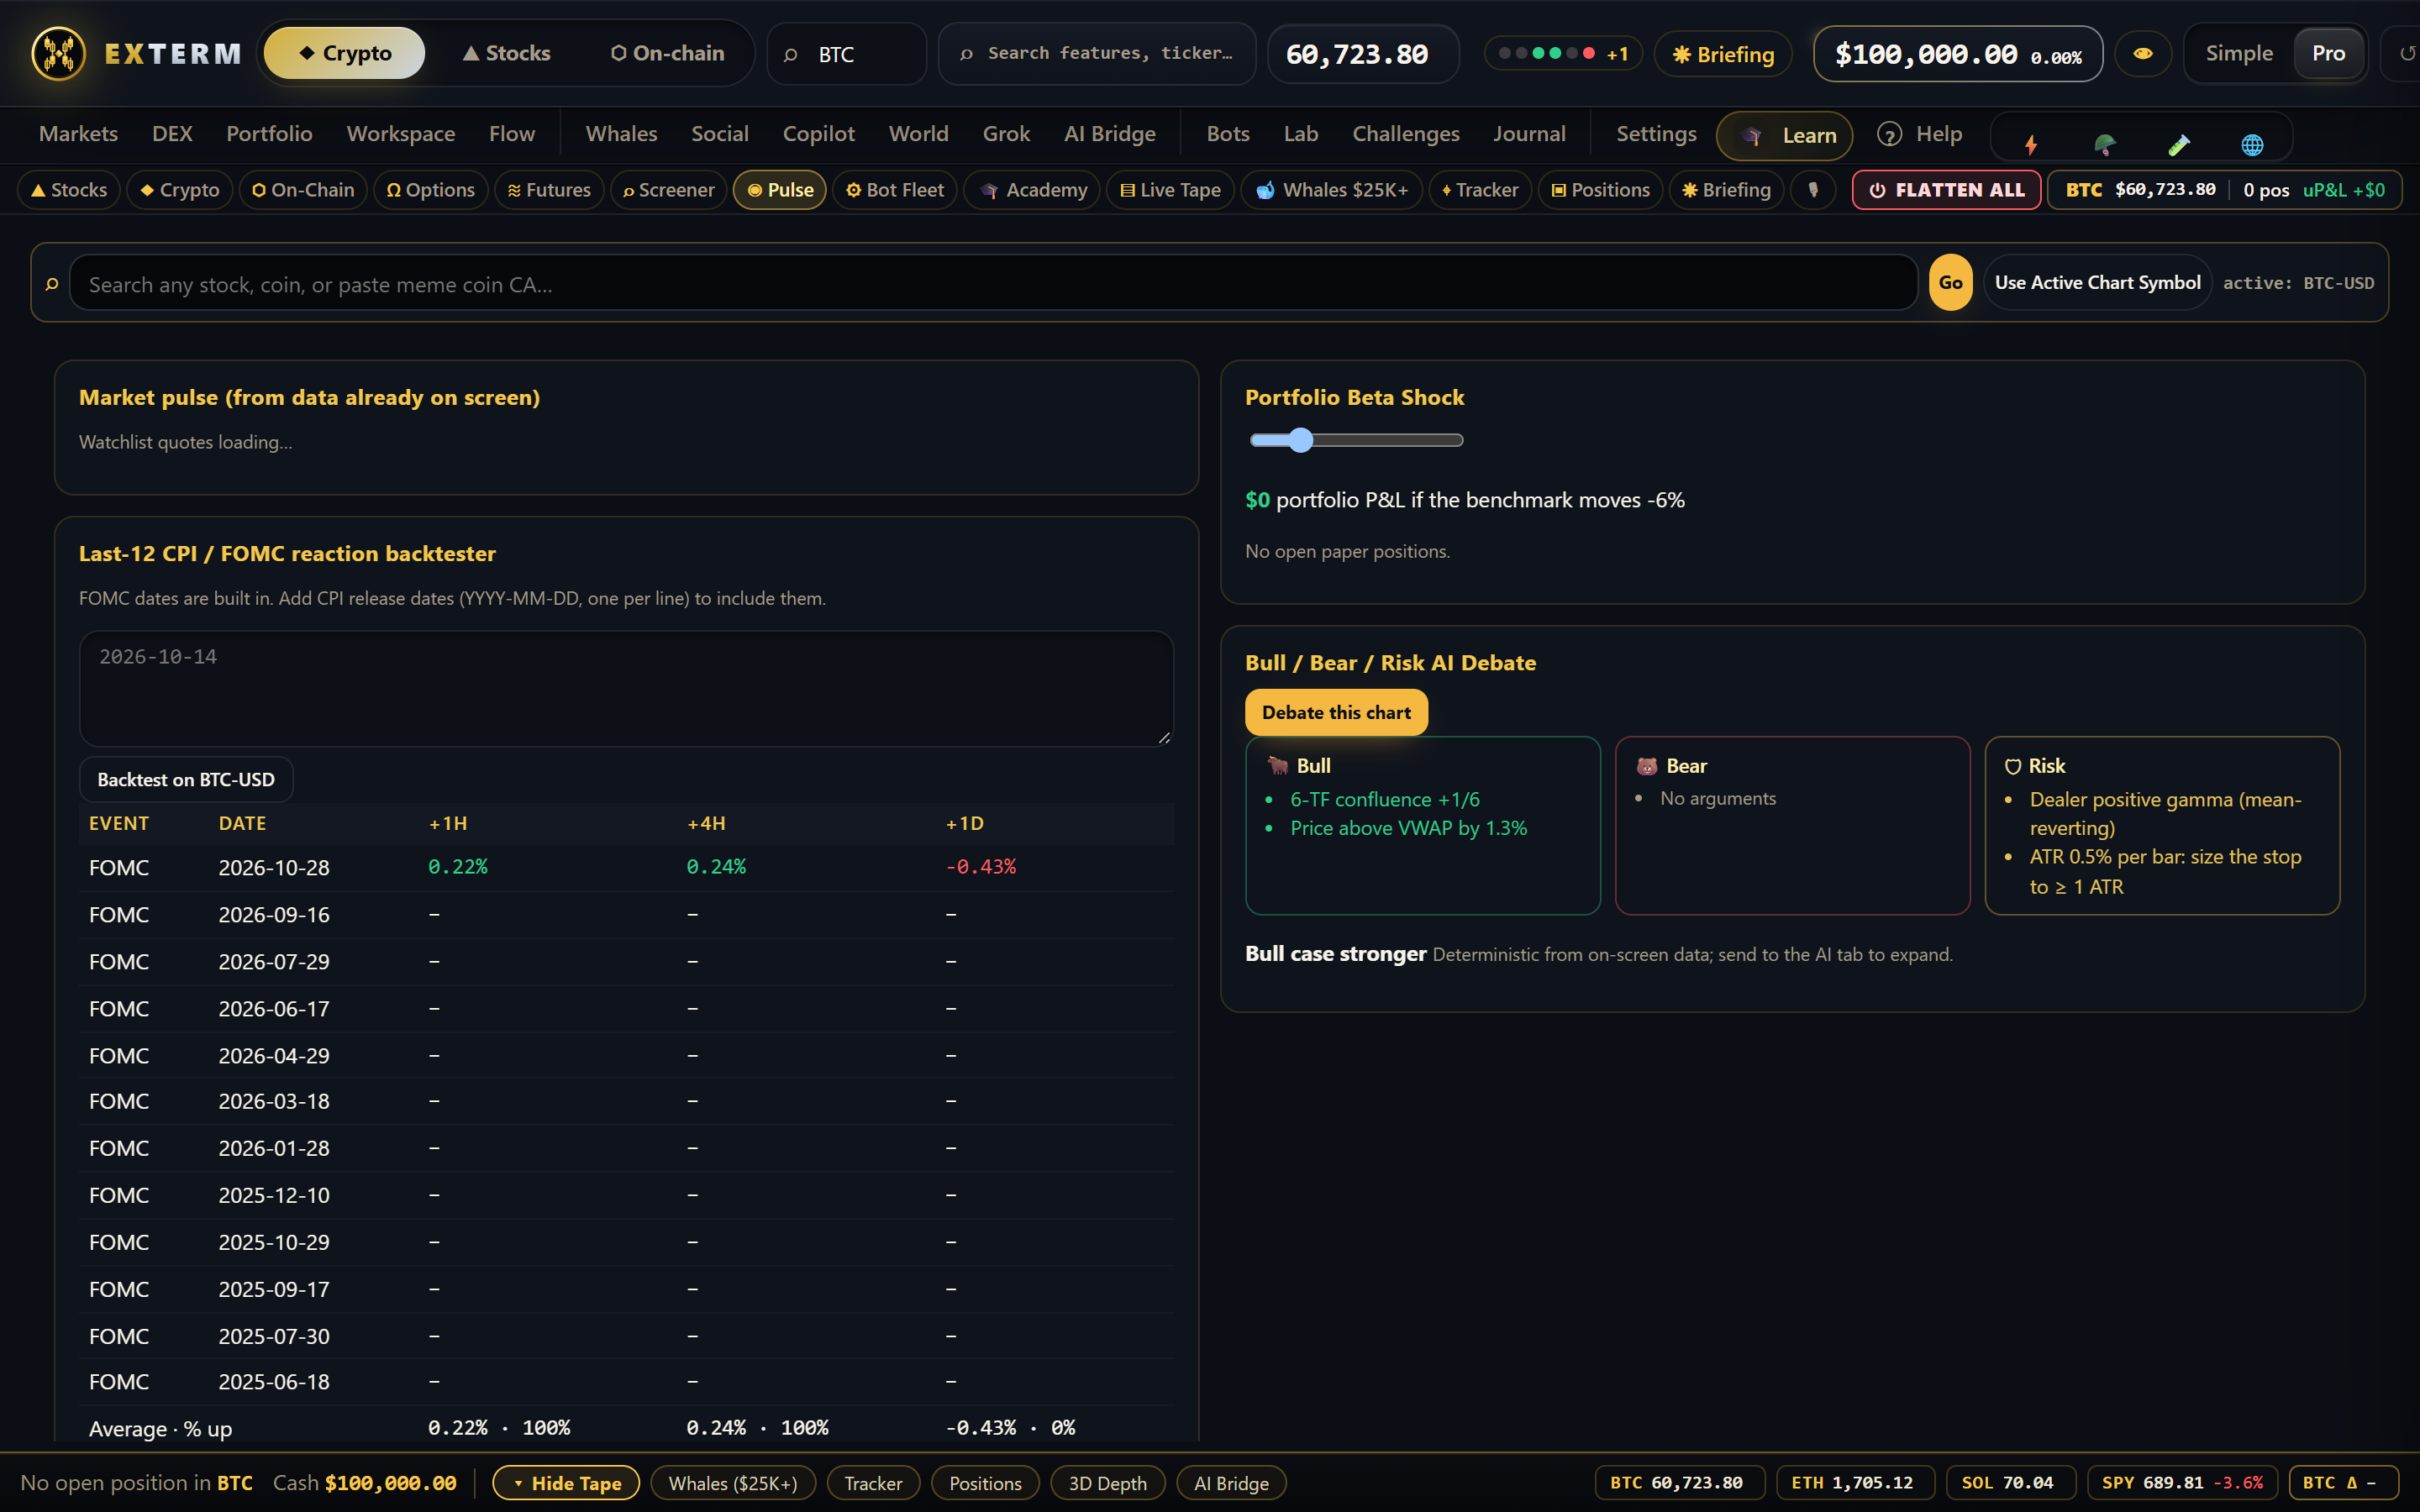 EXTERM
◆ Crypto ▲ Stocks ⬡ On-chain
BTC
Search features, ticker…
60,723.80
+1
Briefing
$100,000.00 0.00%
Simple Pro
Markets DEX Portfolio Workspace Flow Whales Social Copilot World Grok AI Bridge Bots Lab Challenges Journal Settings Learn ? Help
▲ Stocks ◆ Crypto ⬡ On-Chain Ω Options ≋ Futures Screener ◉ Pulse Bot Fleet Academy Live Tape Whales $25K+ Tracker Positions Briefing FLATTEN ALL BTC $60,723.80 0 pos uP&L +$0
Search any stock, coin, or paste meme coin CA...
Go
Use Active Chart Symbol
active: BTC-USD
Market pulse (from data already on screen)
Watchlist quotes loading...
Last-12 CPI / FOMC reaction backtester
FOMC dates are built in. Add CPI release dates (YYYY-MM-DD, one per line) to include them.
2026-10-14
Backtest on BTC-USD
EVENT DATE +1H +4H +1D
FOMC 2026-10-28 0.22% 0.24% -0.43%
FOMC 2026-09-16 – – –
FOMC 2026-07-29 – – –
FOMC 2026-06-17 – – –
FOMC 2026-04-29 – – –
FOMC 2026-03-18 – – –
FOMC 2026-01-28 – – –
FOMC 2025-12-10 – – –
FOMC 2025-10-29 – – –
FOMC 2025-09-17 – – –
FOMC 2025-07-30 – – –
FOMC 2025-06-18 – – –
Average · % up 0.22% · 100% 0.24% · 100% -0.43% · 0%
Portfolio Beta Shock
$0 portfolio P&L if the benchmark moves -6%
No open paper positions.
Bull / Bear / Risk AI Debate
Debate this chart
Bull
• 6-TF confluence +1/6
• Price above VWAP by 1.3%
Bear
• No arguments
Risk
• Dealer positive gamma (mean-
reverting)
• ATR 0.5% per bar: size the stop
to ≥ 1 ATR
Bull case stronger Deterministic from on-screen data; send to the AI tab to expand.
No open position in BTC Cash $100,000.00 ▾ Hide Tape Whales ($25K+) Tracker Positions 3D Depth AI Bridge BTC 60,723.80 ETH 1,705.12 SOL 70.04 SPY 689.81 -3.6% BTC Δ –